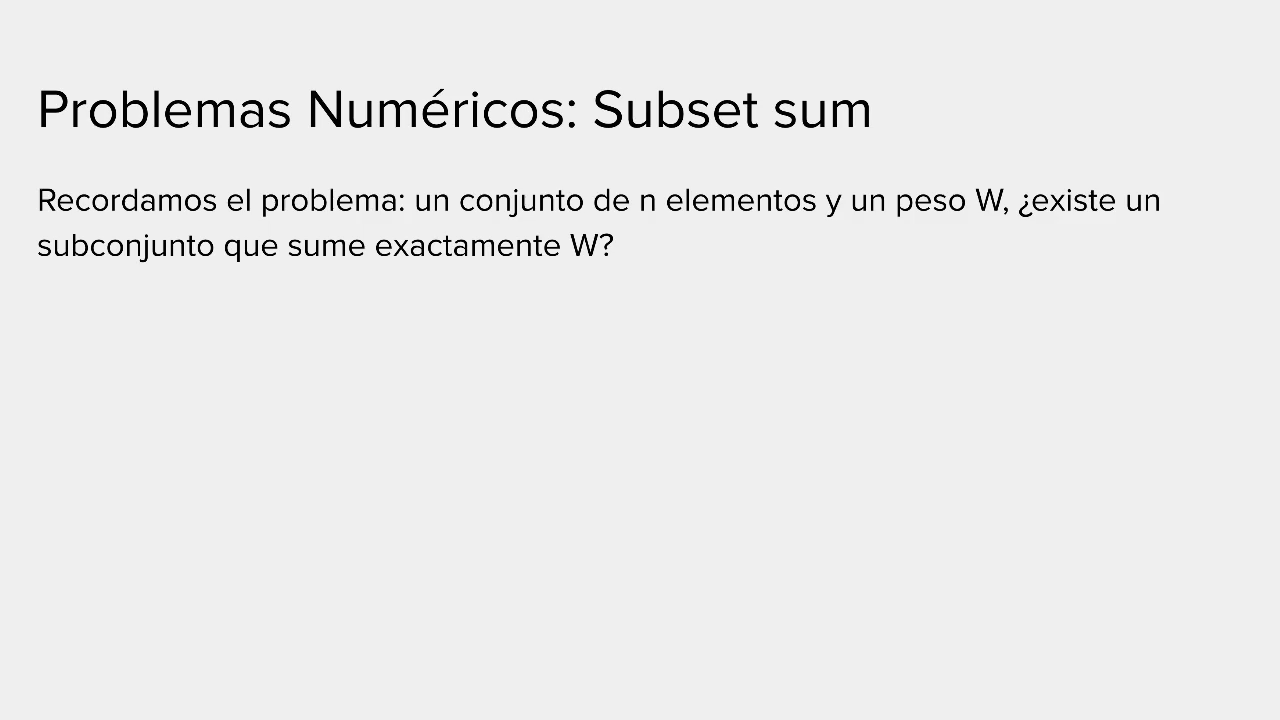 Problemas Numéricos: Subset sum
Recordamos el problema: un conjunto de n elementos y un peso W, ¿existe un
subconjunto que sume exactamente W?